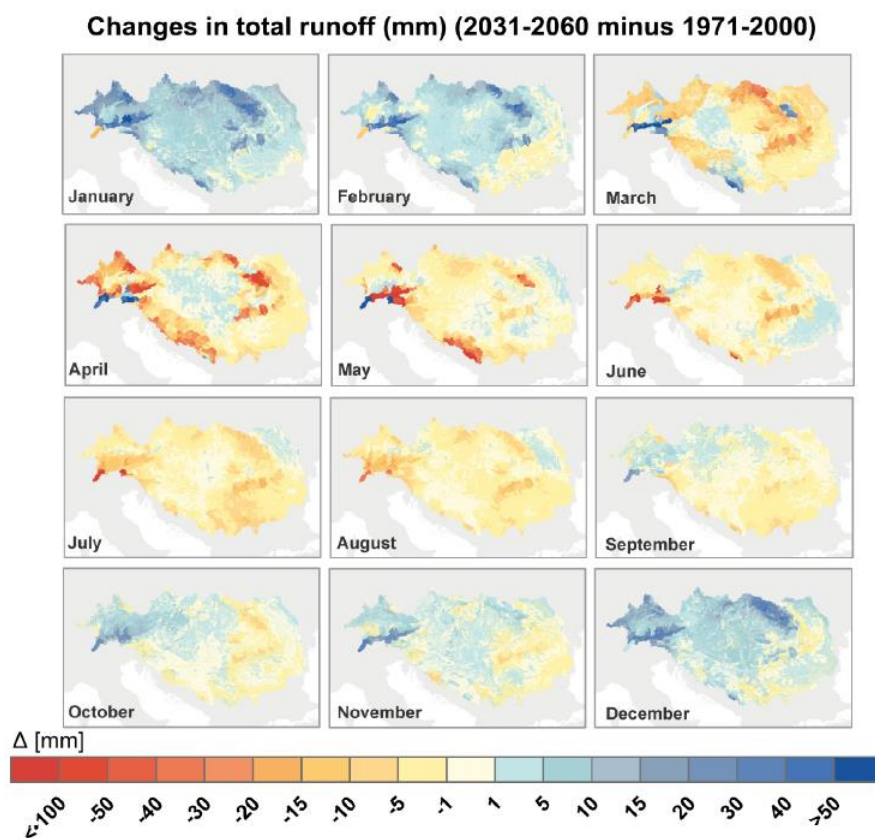 Changes in total runoff (mm) (2031-2060 minus 1971-2000)
January
February
March
April
May
June
July
August
September
October
November
December
Δ [mm]
<-100
-50
-40
-30
-20
-15
-10
-5
-1
1
5
10
15
20
30
40
>50